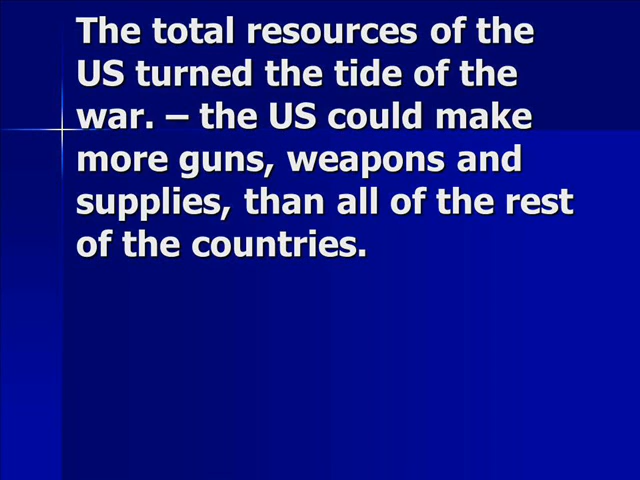 The total resources of the
US turned the tide of the
war. – the US could make
more guns, weapons and
supplies, than all of the rest
of the countries.